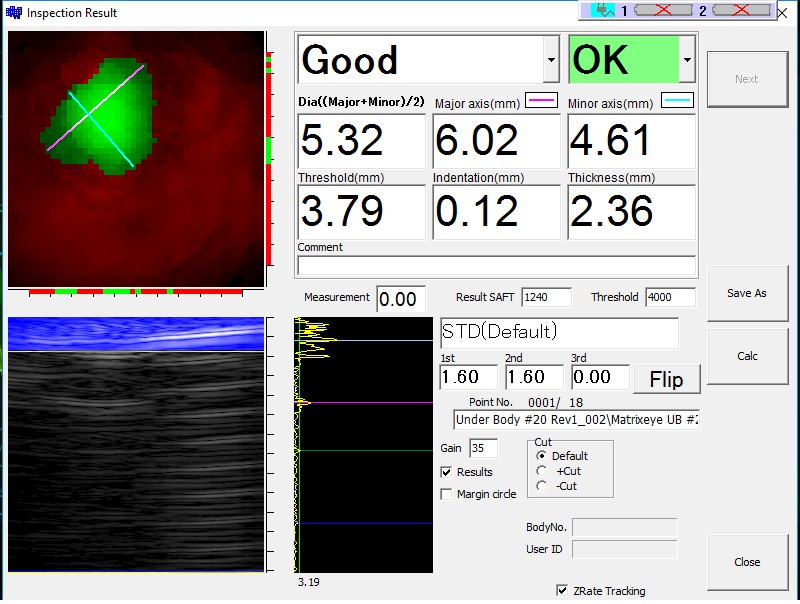 Inspection Result
1 2
Good OK
Next
Dia((Major+Minor)/2) Major axis(mm) Minor axis(mm)
5.32 6.02 4.61
Threshold(mm) Indentation(mm) Thickness(mm)
3.79 0.12 2.36
Comment
Measurement 0.00 Result SAFT 1240 Threshold 4000
Save As
STD(Default)
Calc
1st 2nd 3rd
1.60 1.60 0.00 Flip
Point No. 0001/ 18
Under Body #20 Rev1_002\Matrixeye UB #2
Gain 35
Cut
Default
+Cut
-Cut
Results
Margin circle
BodyNo.
User ID
Close
3.19
ZRate Tracking